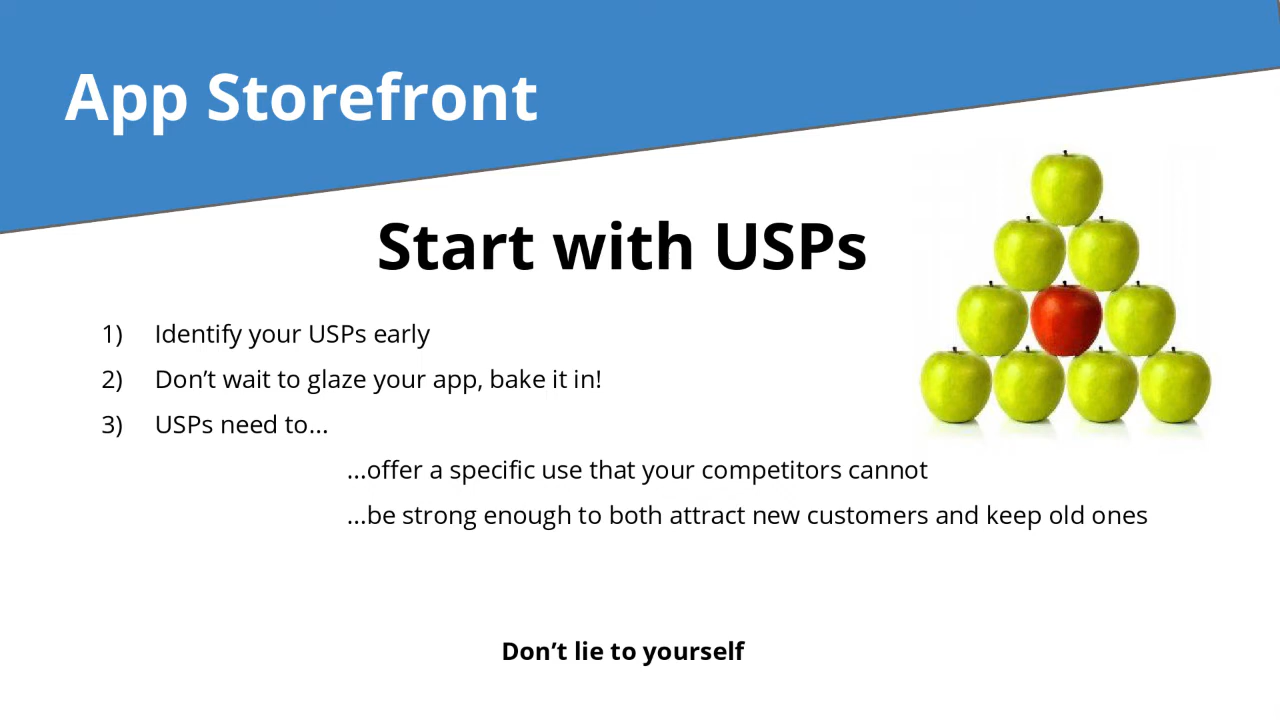 App Storefront
Start with USPs
1) Identify your USPs early
2) Don’t wait to glaze your app, bake it in!
3) USPs need to...
...offer a specific use that your competitors cannot
...be strong enough to both attract new customers and keep old ones
Don’t lie to yourself